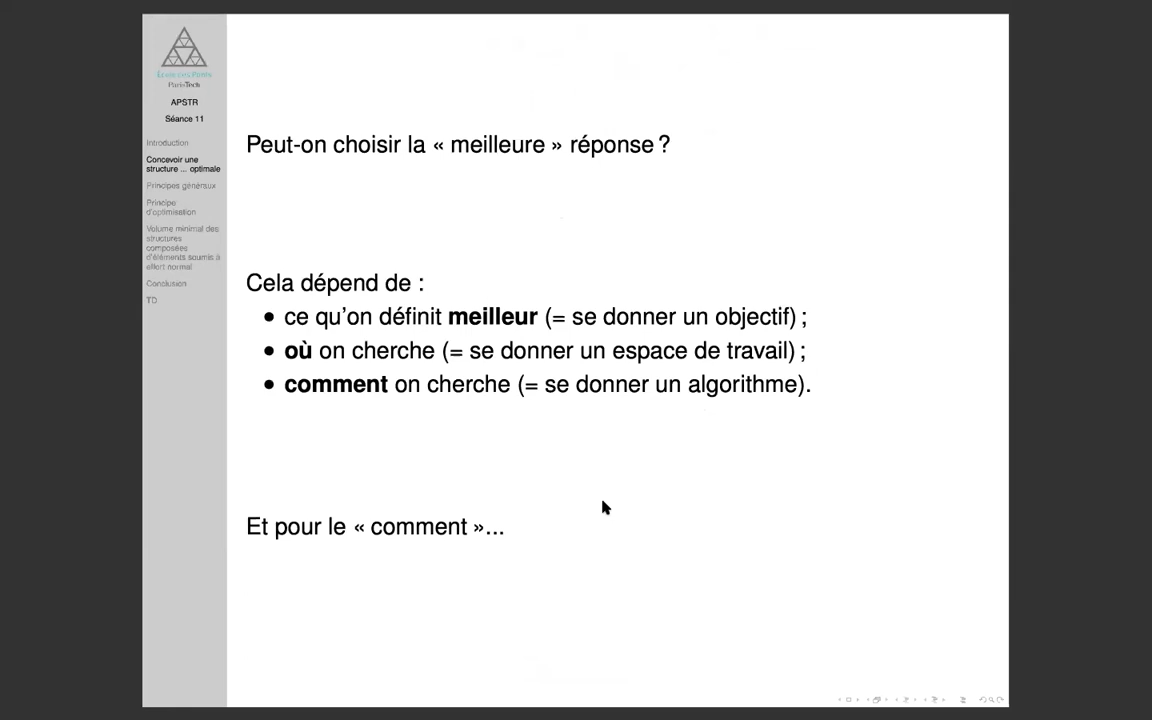 École des Ponts
ParisTech
APSTR
Séance 11
Introduction
Concevoir une
structure ... optimale
Principes généraux
Principe
d'optimisation
Volume minimal des
structures
composées
d'éléments soumis à
effort normal
Conclusion
TD
Peut-on choisir la « meilleure » réponse ?
Cela dépend de :
• ce qu'on définit meilleur (= se donner un objectif) ;
• où on cherche (= se donner un espace de travail) ;
• comment on cherche (= se donner un algorithme).
Et pour le « comment »...